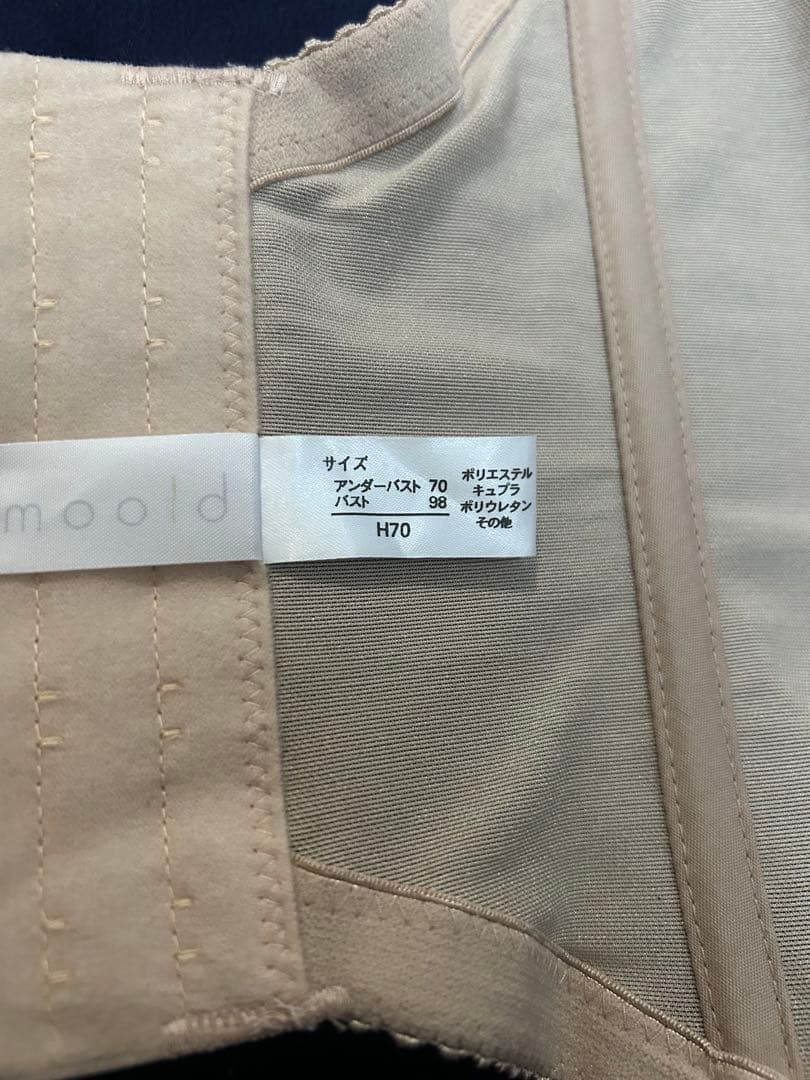 moold
サイズ
アンダーバスト 70
バスト 98
H70
ポリエステル
キュプラ
ポリウレタン
その他